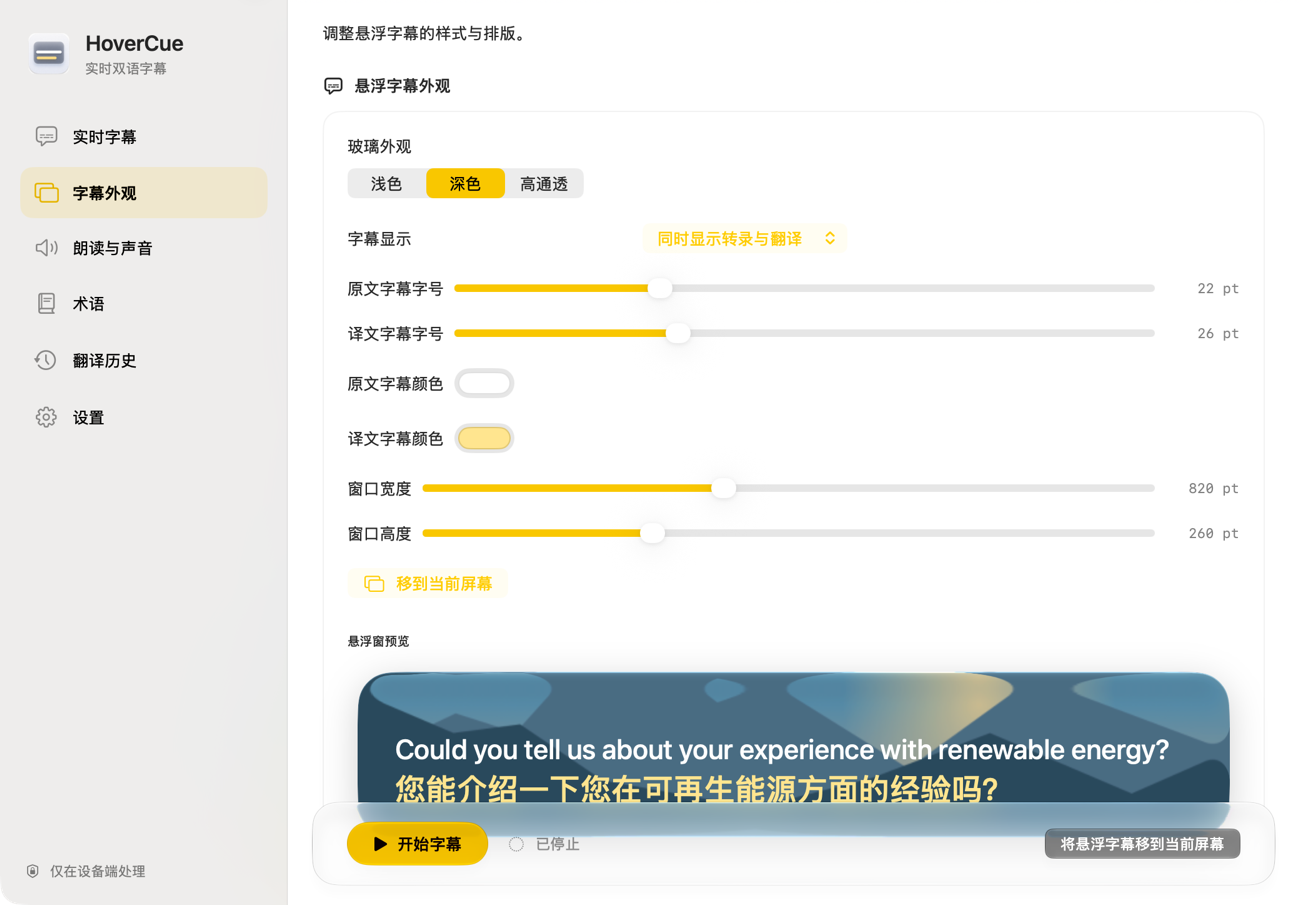 HoverCue
实时双语字幕
实时字幕
字幕外观
朗读与声音
术语
翻译历史
设置
仅在设备端处理
调整悬浮字幕的样式与排版。
悬浮字幕外观
玻璃外观
浅色 深色 高通透
字幕显示 同时显示转录与翻译
原文字幕字号 22 pt
译文字幕字号 26 pt
原文字幕颜色
译文字幕颜色
窗口宽度 820 pt
窗口高度 260 pt
移到当前屏幕
悬浮窗预览
Could you tell us about your experience with renewable energy?
您能介绍一下您在可再生能源方面的经验吗?
开始字幕 已停止 将悬浮字幕移到当前屏幕